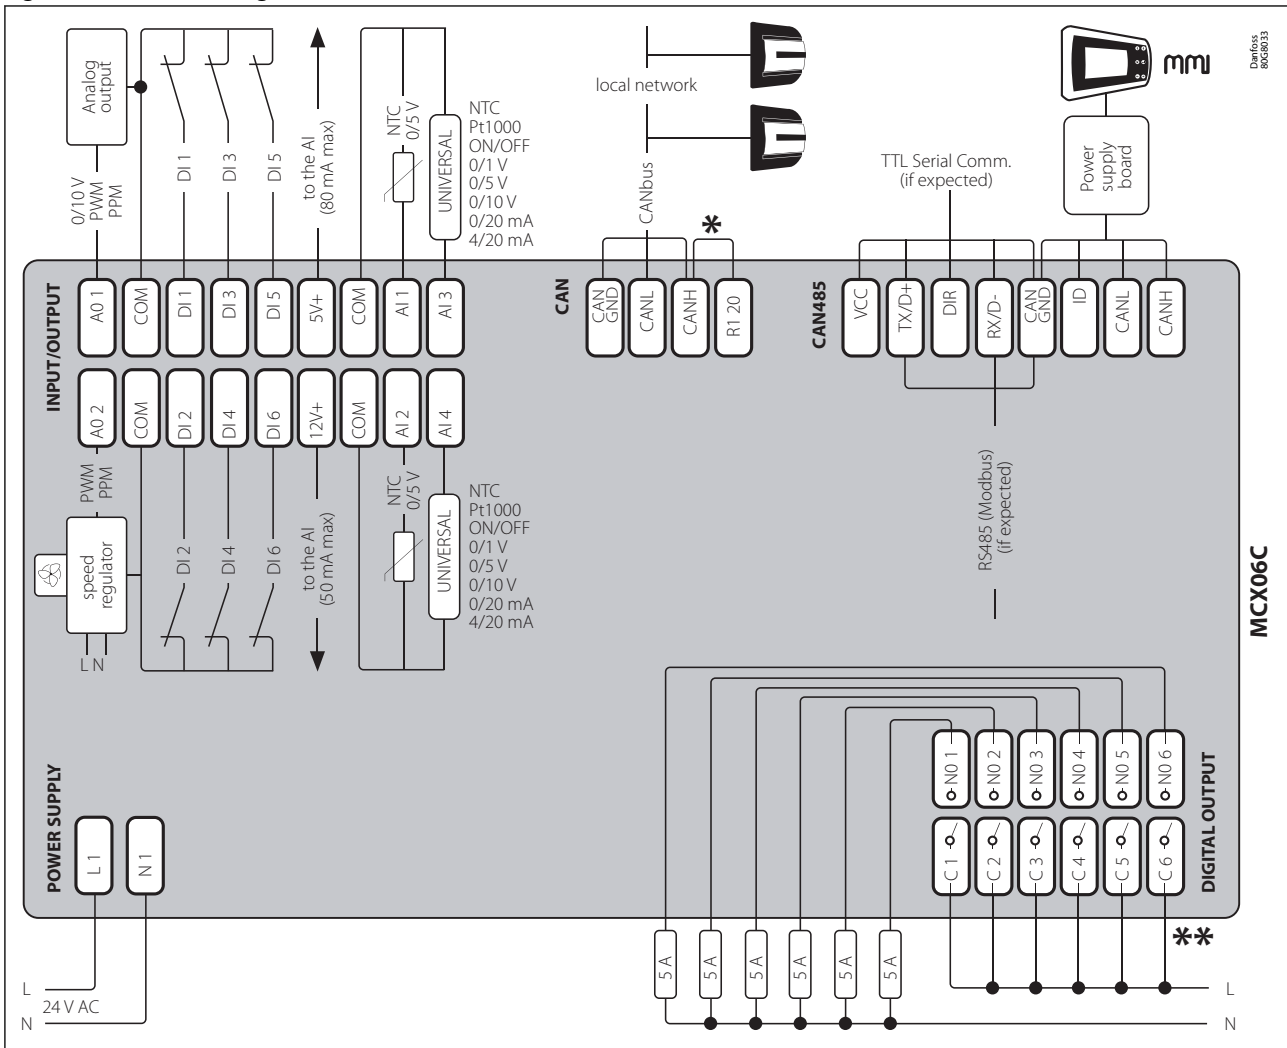 Analog
output
0/10 V
PWM
PPM
DI 1
DI 3
DI 5
to the AI
(80 mA max)
NTC
0/5 V
UNIVERSAL
NTC
Pt1000
ON/OFF
0/1 V
0/5 V
0/10 V
0/20 mA
4/20 mA
local network
CANbus
*
TTL Serial Comm.
(if expected)
Power
supply
board
MMI
Danfoss
80G8033
INPUT/OUTPUT
A0 1
COM
DI 1
DI 3
DI 5
5V+
COM
AI 1
AI 3
CAN
CAN
GND
CANL
CANH
R1 20
CAN485
VCC
TX/D+
DIR
RX/D-
CAN
GND
ID
CANL
CANH
A0 2
COM
DI 2
DI 4
DI 6
12V+
COM
AI 2
AI 4
PWM
PPM
speed
regulator
L N
DI 2
DI 4
DI 6
to the AI
(50 mA max)
NTC
0/5 V
UNIVERSAL
NTC
Pt1000
ON/OFF
0/1 V
0/5 V
0/10 V
0/20 mA
4/20 mA
RS485 (Modbus)
(if expected)
MCX06C
POWER SUPPLY
L 1
N 1
N0 1
N0 2
N0 3
N0 4
N0 5
N0 6
C 1
C 2
C 3
C 4
C 5
C 6
DIGITAL OUTPUT
**
5 A
5 A
5 A
5 A
5 A
5 A
L
24 V AC
N
L
N